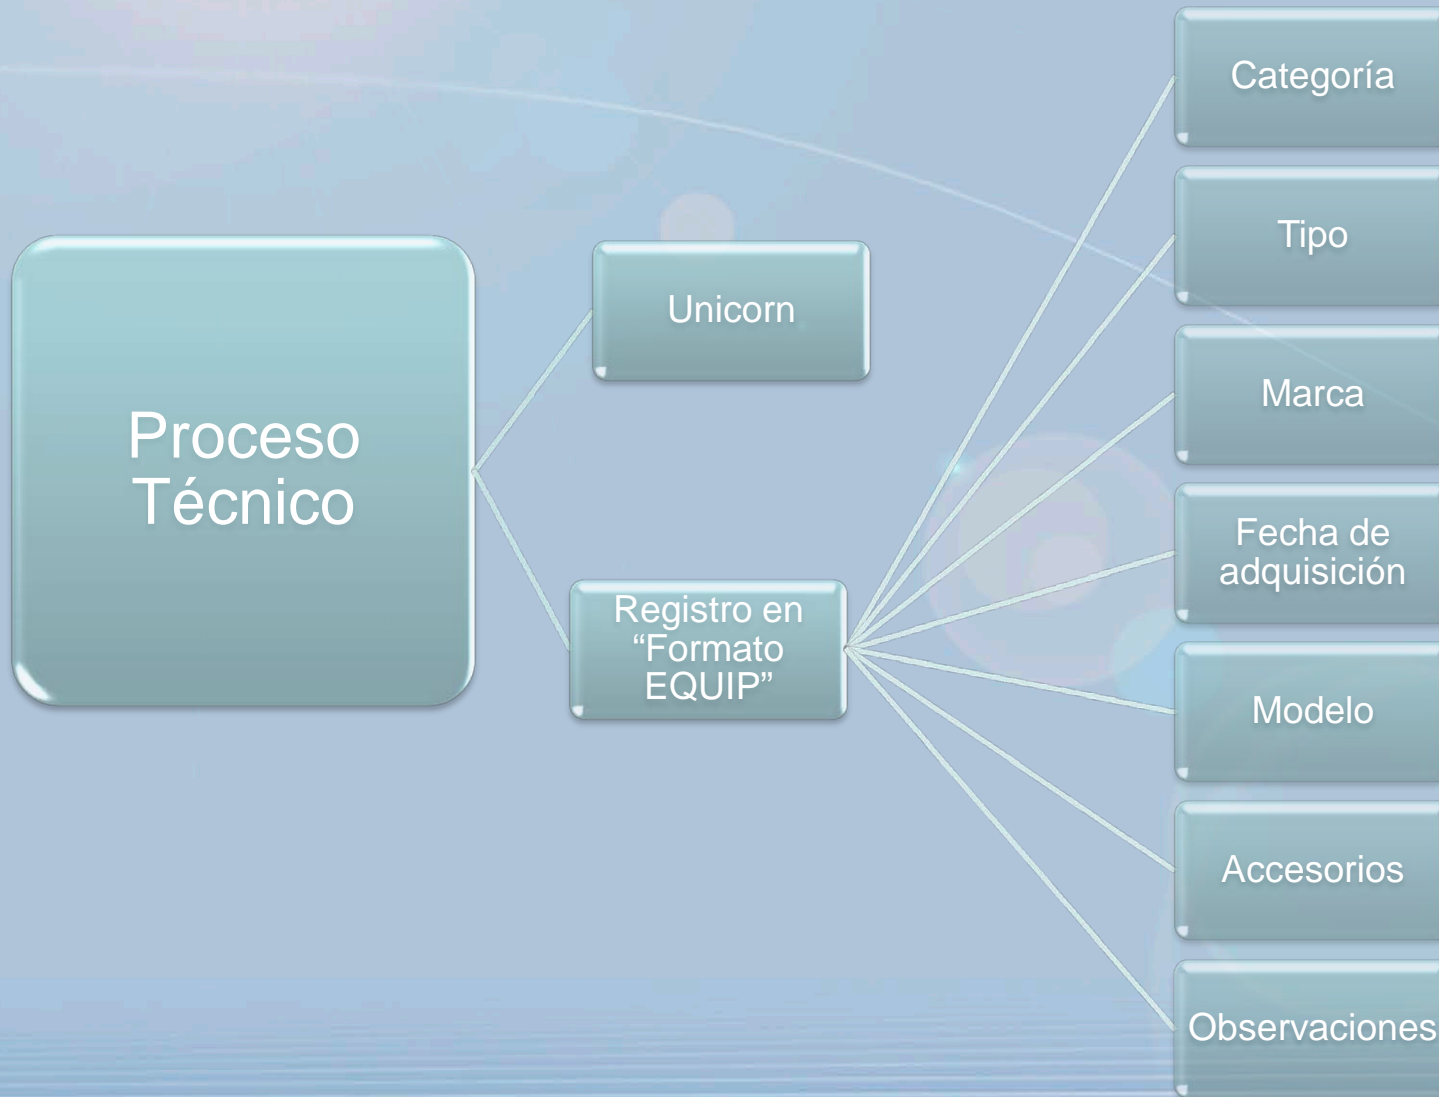 Proceso
Técnico
Unicorn
Registro en
“Formato
EQUIP”
Categoría
Tipo
Marca
Fecha de
adquisición
Modelo
Accesorios
Observaciones